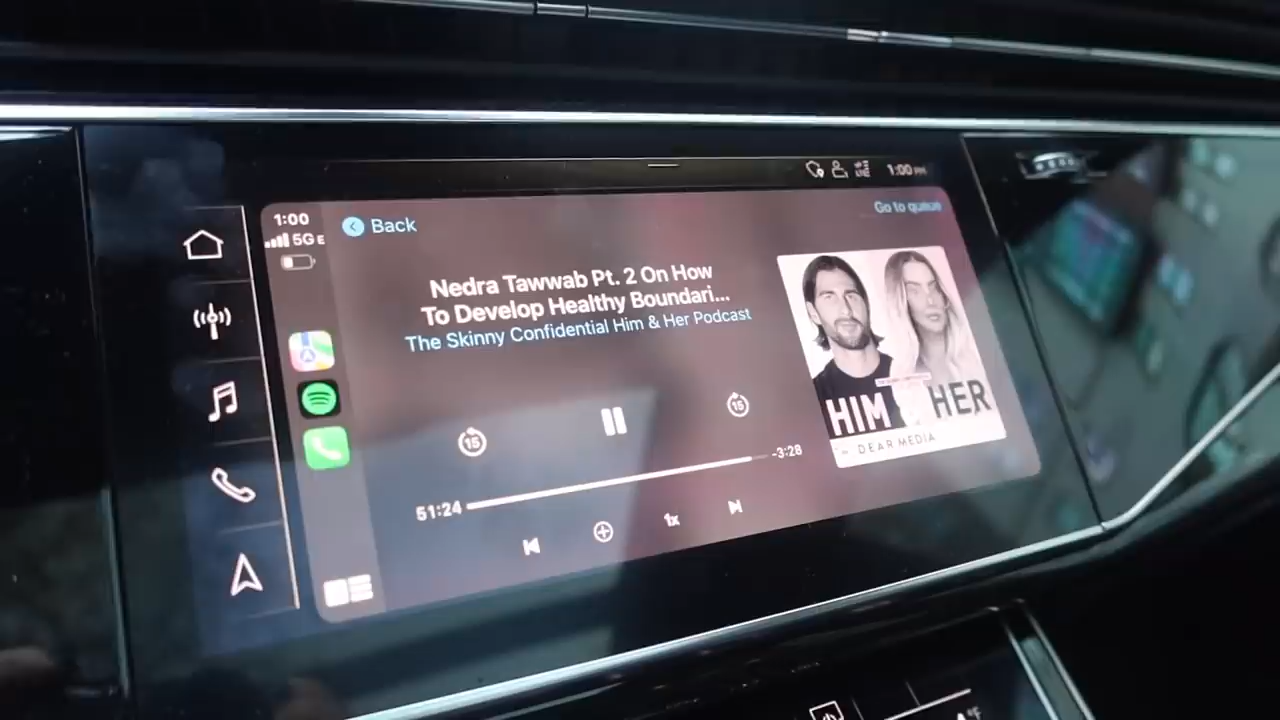 1:00 PM
1:00
5G E
Back
Go to queue
Nedra Tawwab Pt. 2 On How
To Develop Healthy Boundari...
The Skinny Confidential Him & Her Podcast
15
15
51:24
-3:28
1x
HIM & HER
DEAR MEDIA
°F